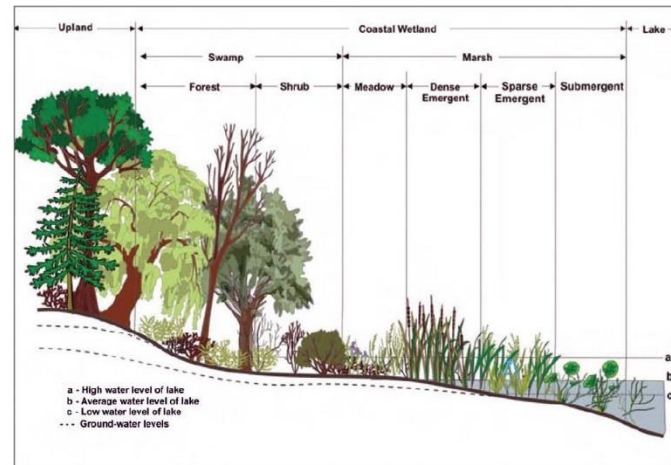 Upland
Coastal Wetland
Lake
Swamp
Marsh
Forest
Shrub
Meadow
Dense
Emergent
Sparse
Emergent
Submergent
a
b
c
a - High water level of lake
b - Average water level of lake
c - Low water level of lake
--- Ground-water levels